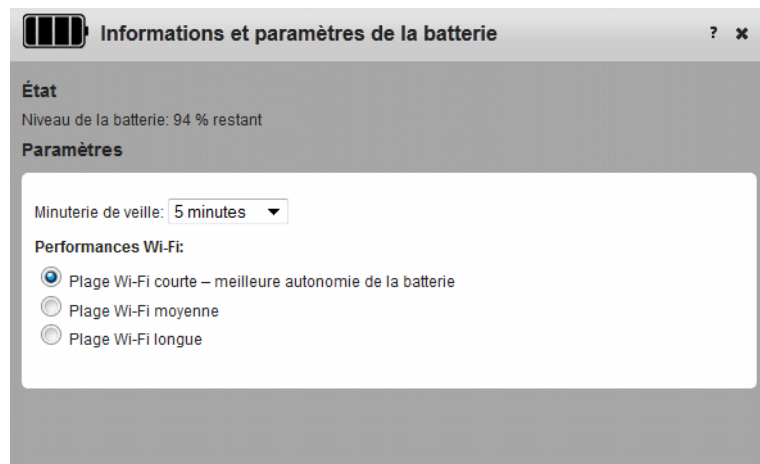 Informations et paramètres de la batterie ? ✖
État
Niveau de la batterie: 94 % restant
Paramètres
Minuterie de veille: 5 minutes
Performances Wi-Fi:
Plage Wi-Fi courte – meilleure autonomie de la batterie
Plage Wi-Fi moyenne
Plage Wi-Fi longue